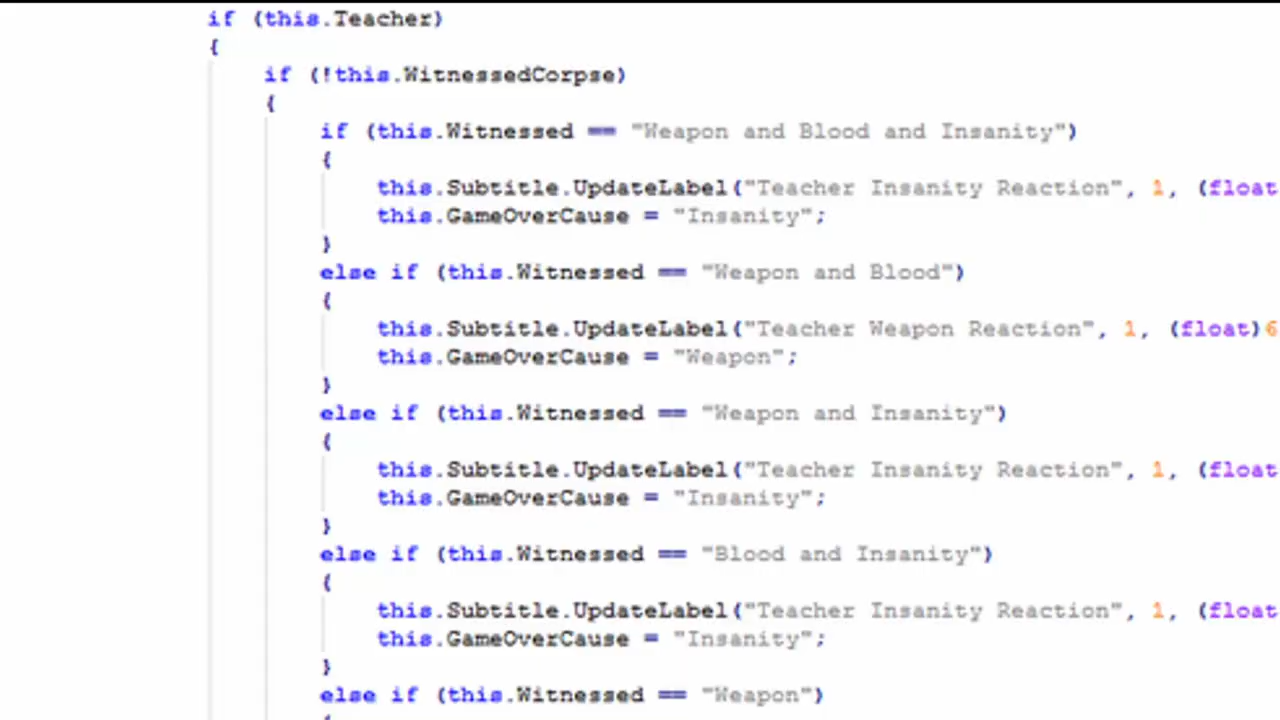 if (this.Teacher)
{
if (!this.WitnessedCorpse)
{
if (this.Witnessed == "Weapon and Blood and Insanity")
{
this.Subtitle.UpdateLabel("Teacher Insanity Reaction", 1, (float
this.GameOverCause = "Insanity";
}
else if (this.Witnessed == "Weapon and Blood")
{
this.Subtitle.UpdateLabel("Teacher Weapon Reaction", 1, (float)6
this.GameOverCause = "Weapon";
}
else if (this.Witnessed == "Weapon and Insanity")
{
this.Subtitle.UpdateLabel("Teacher Insanity Reaction", 1, (float
this.GameOverCause = "Insanity";
}
else if (this.Witnessed == "Blood and Insanity")
{
this.Subtitle.UpdateLabel("Teacher Insanity Reaction", 1, (float
this.GameOverCause = "Insanity";
}
else if (this.Witnessed == "Weapon")
{